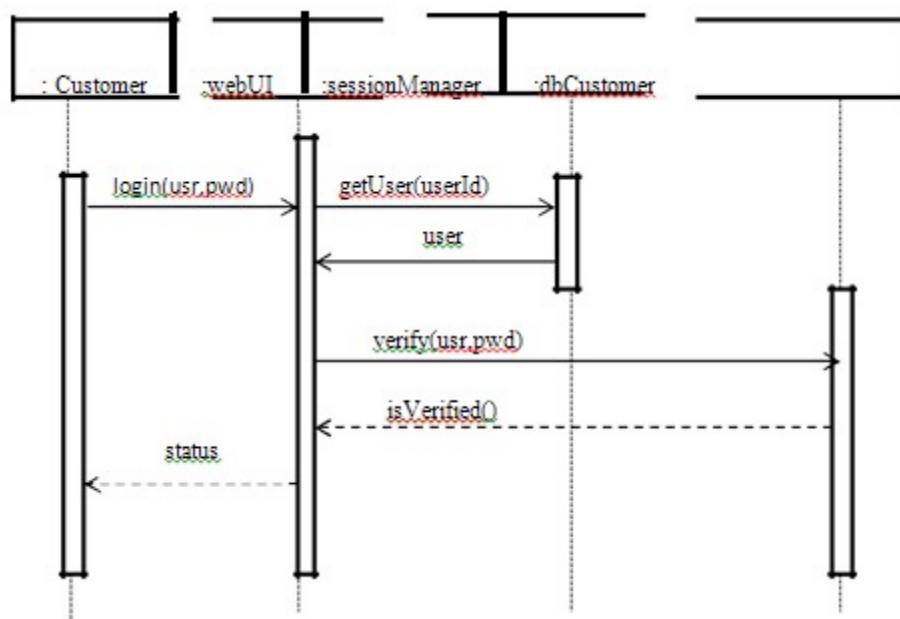 : Customer :webUI :sessionManager :dbCustomer
login(usr,pwd) getUser(userId)
user
verify(usr,pwd)
isVerified()
status